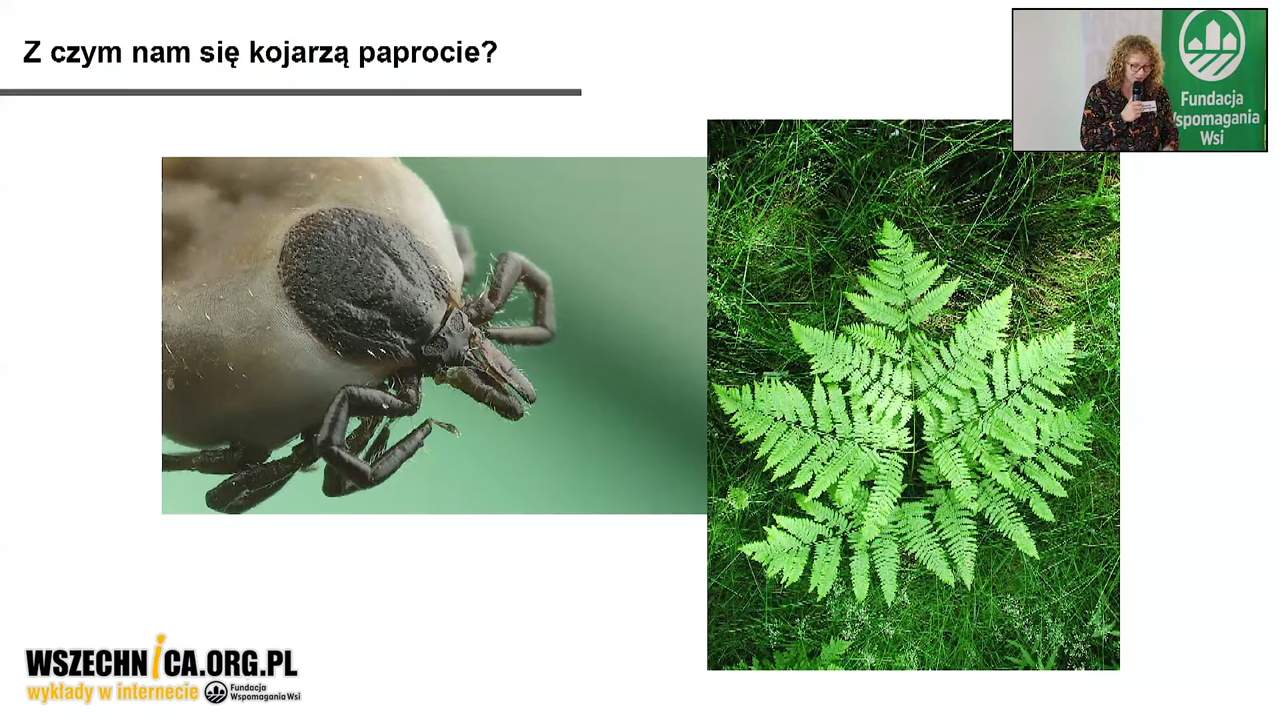 Z czym nam się kojarzą paprocie?
Fundacja
Wspomagania
Wsi
WSZECHNICA.ORG.PL
wykłady w internecie
Fundacja
Wspomagania Wsi